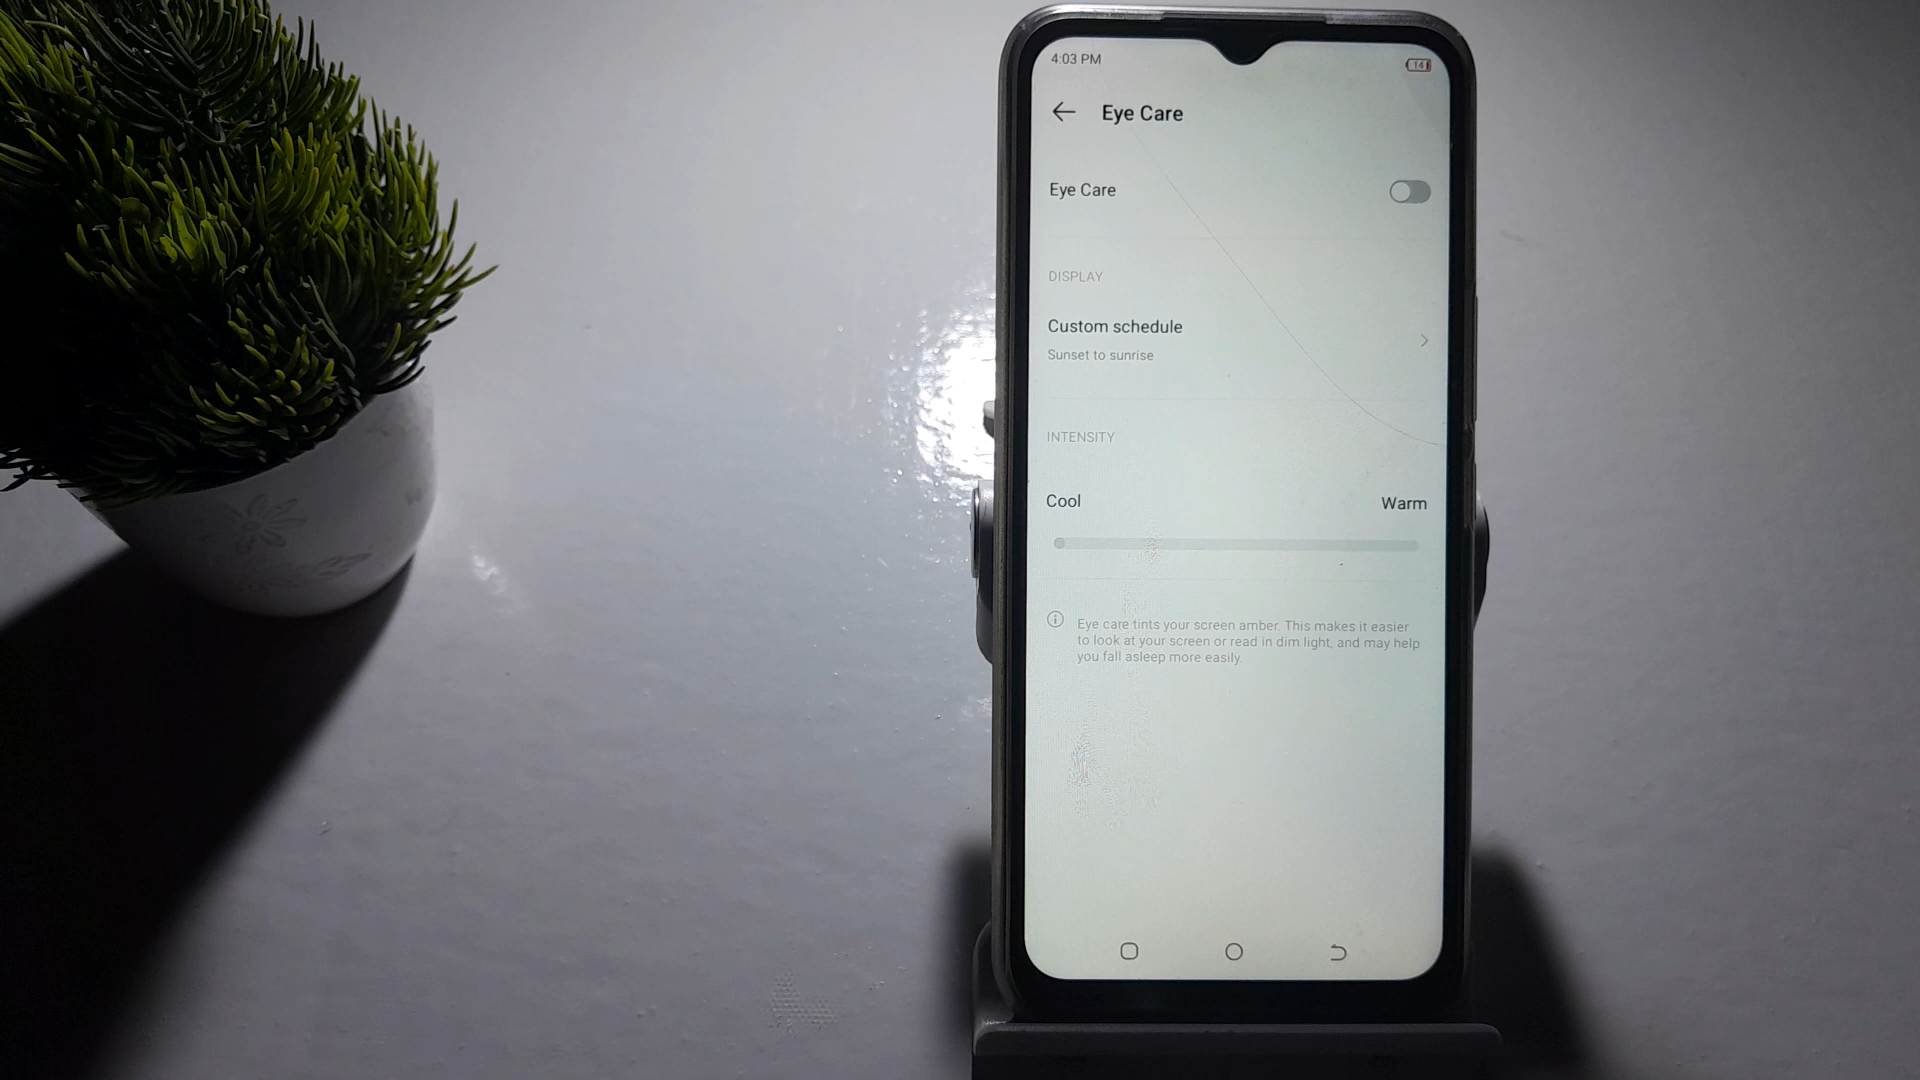 4:03 PM
14
Eye Care
Eye Care
DISPLAY
Custom schedule
Sunset to sunrise
INTENSITY
Cool
Warm
Eye care tints your screen amber. This makes it easier
to look at your screen or read in dim light, and may help
you fall asleep more easily.